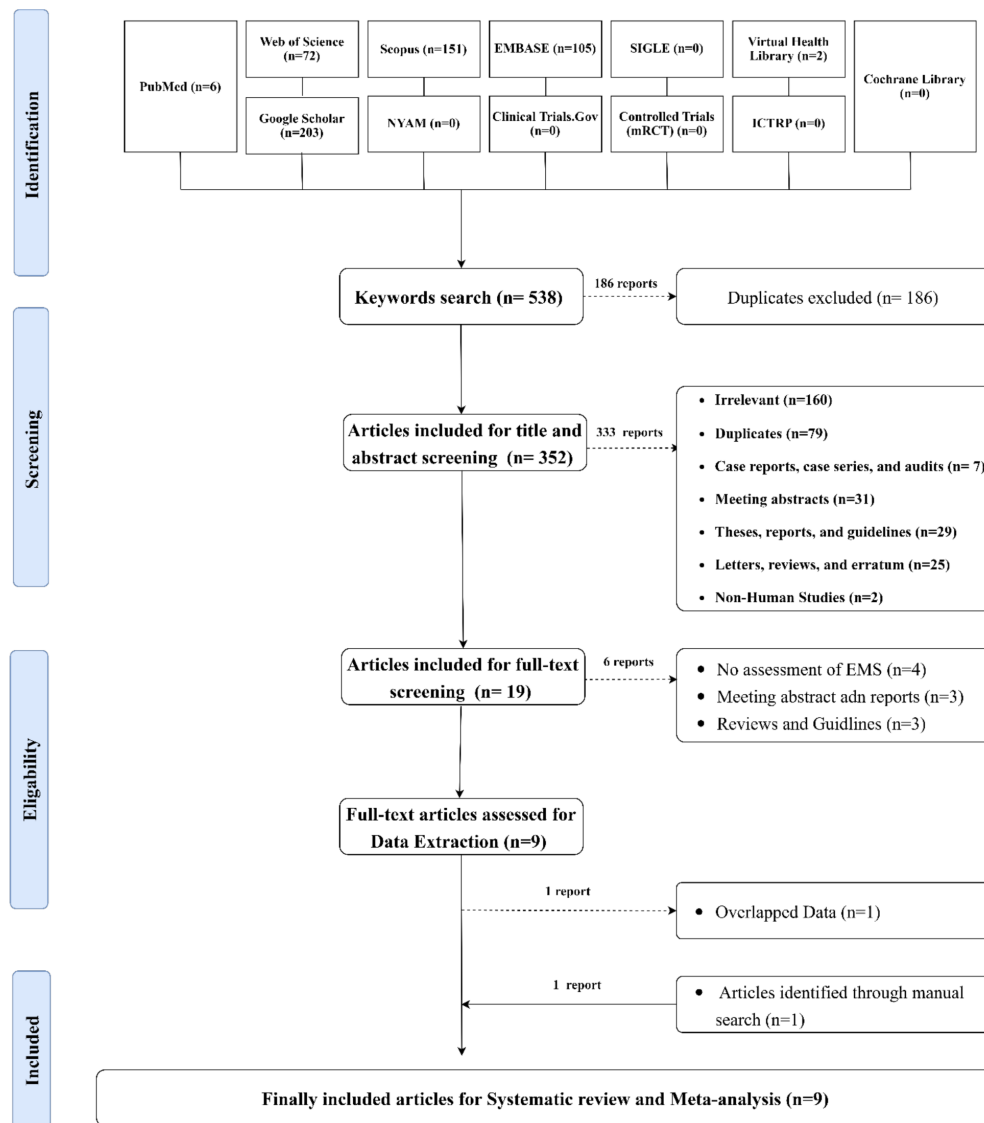 Identification
PubMed (n=6)
Web of Science
(n=72)
Google Scholar
(n=203)
Scopus (n=151)
NYAM (n=0)
EMBASE (n=105)
Clinical Trials.Gov
(n=0)
SIGLE (n=0)
Controlled Trials
(mRCT) (n=0)
Virtual Health
Library (n=2)
ICTRP (n=0)
Cochrane Library
(n=0)
Keywords search (n= 538)
186 reports
Duplicates excluded (n= 186)
Screening
Articles included for title and
abstract screening (n= 352)
333 reports
• Irrelevant (n=160)
• Duplicates (n=79)
• Case reports, case series, and audits (n= 7)
• Meeting abstracts (n=31)
• Theses, reports, and guidelines (n=29)
• Letters, reviews, and erratum (n=25)
• Non-Human Studies (n=2)
Eligability
Articles included for full-text
screening (n= 19)
6 reports
• No assessment of EMS (n=4)
• Meeting abstract adn reports (n=3)
• Reviews and Guidlines (n=3)
Full-text articles assessed for
Data Extraction (n=9)
1 report
• Overlapped Data (n=1)
1 report
• Articles identified through manual
search (n=1)
Included
Finally included articles for Systematic review and Meta-analysis (n=9)